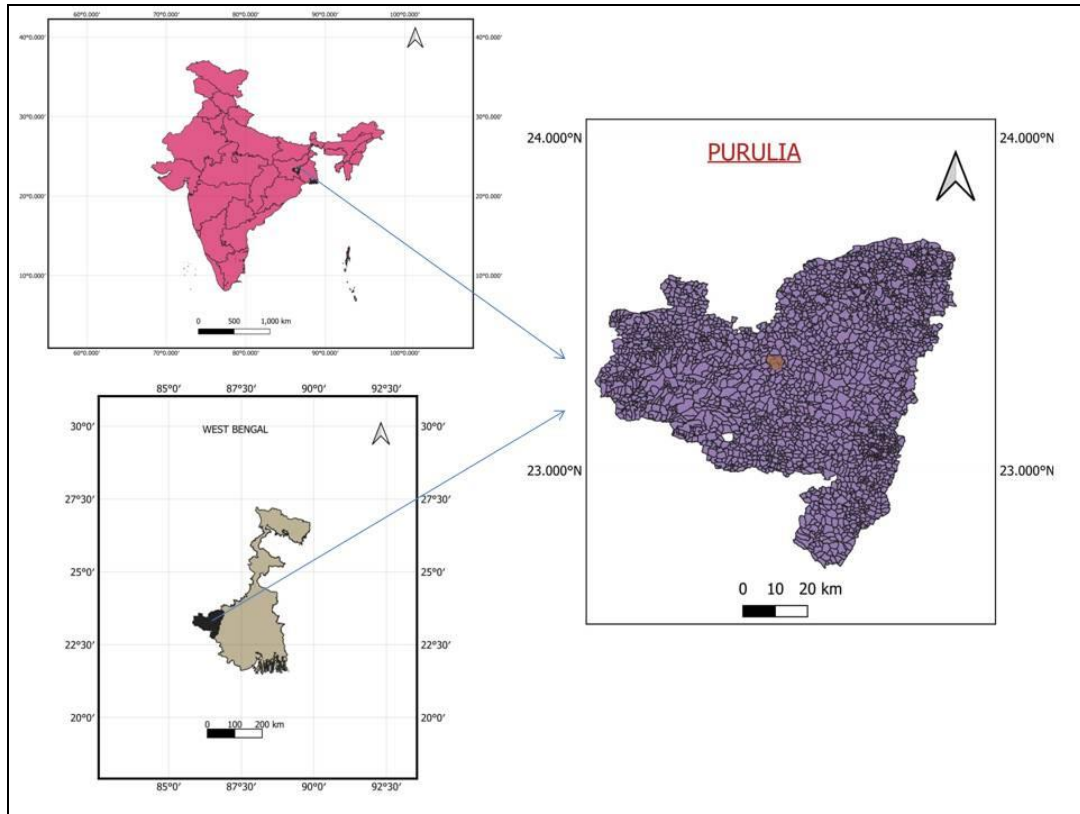 60°0.000' 70°0.000' 80°0.000' 90°0.000' 100°0.000'
40°0.000' 40°0.000'
30°0.000' 30°0.000'
20°0.000' 20°0.000'
10°0.000' 10°0.000'
0 500 1,000 km
60°0.000' 70°0.000' 80°0.000' 90°0.000' 100°0.000'
85°0' 87°30' 90°0' 92°30'
30°0' 30°0'
WEST BENGAL
27°30' 27°30'
25°0' 25°0'
22°30' 22°30'
20°0' 20°0'
0 100 200 km
85°0' 87°30' 90°0' 92°30'
24.000°N 24.000°N
PURULIA
23.000°N 23.000°N
0 10 20 km